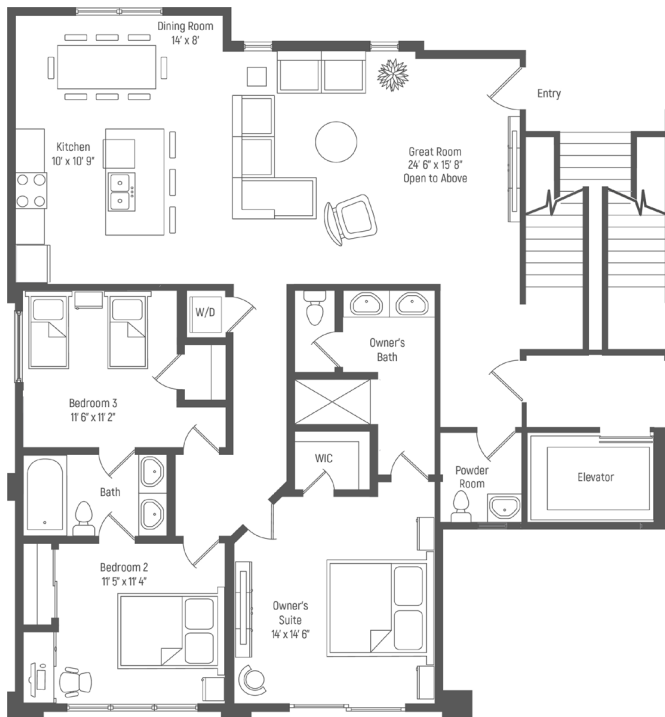 Dining Room
14' x 8'
Entry
Kitchen
10' x 10' 9"
Great Room
24' 6" x 15' 8"
Open to Above
W/D
Owner's
Bath
Bedroom 3
11' 6" x 11' 2"
WIC
Bath
Powder
Room
Elevator
Bedroom 2
11' 5" x 11' 4"
Owner's
Suite
14' x 14' 6"